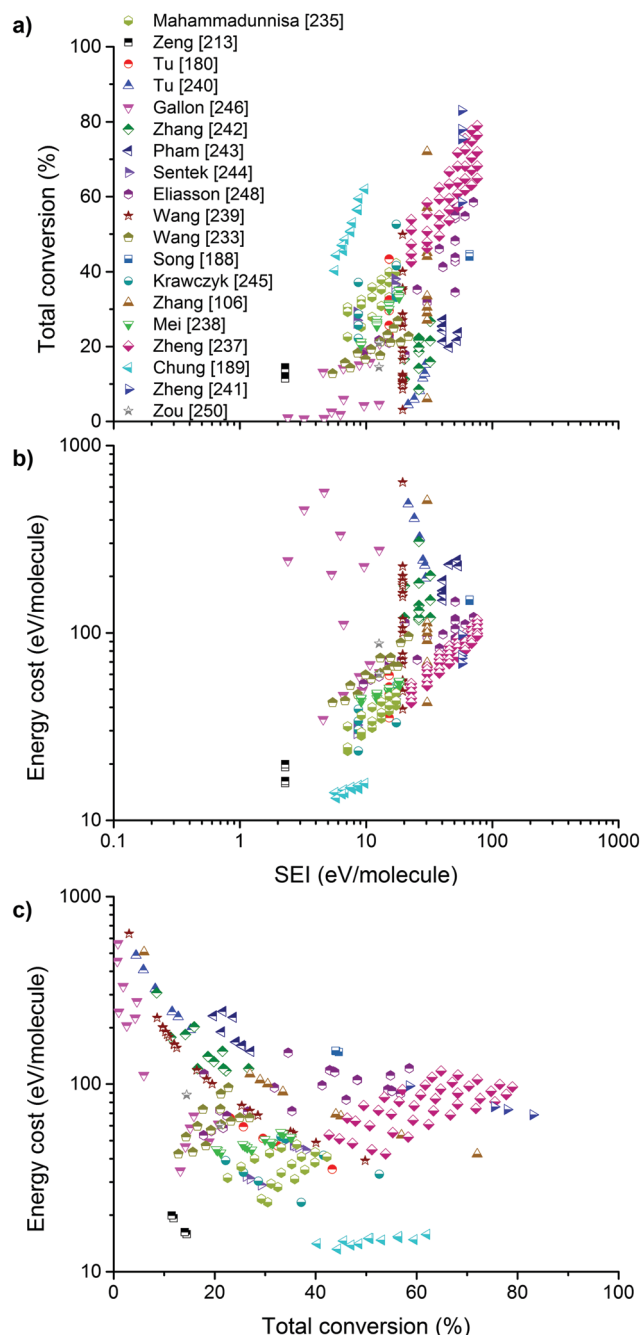 a)
Mahammadunnisa [235]
Zeng [213]
Tu [180]
Tu [240]
Gallon [246]
Zhang [242]
Pham [243]
Sentek [244]
Eliasson [248]
Wang [239]
Wang [233]
Song [188]
Krawczyk [245]
Zhang [106]
Mei [238]
Zheng [237]
Chung [189]
Zheng [241]
Zou [250]
100
80
60
40
20
0
Total conversion (%)
b)
1000
100
10
Energy cost (eV/molecule)
0.1 1 10 100 1000
SEI (eV/molecule)
c)
1000
100
10
Energy cost (eV/molecule)
0 20 40 60 80 100
Total conversion (%)